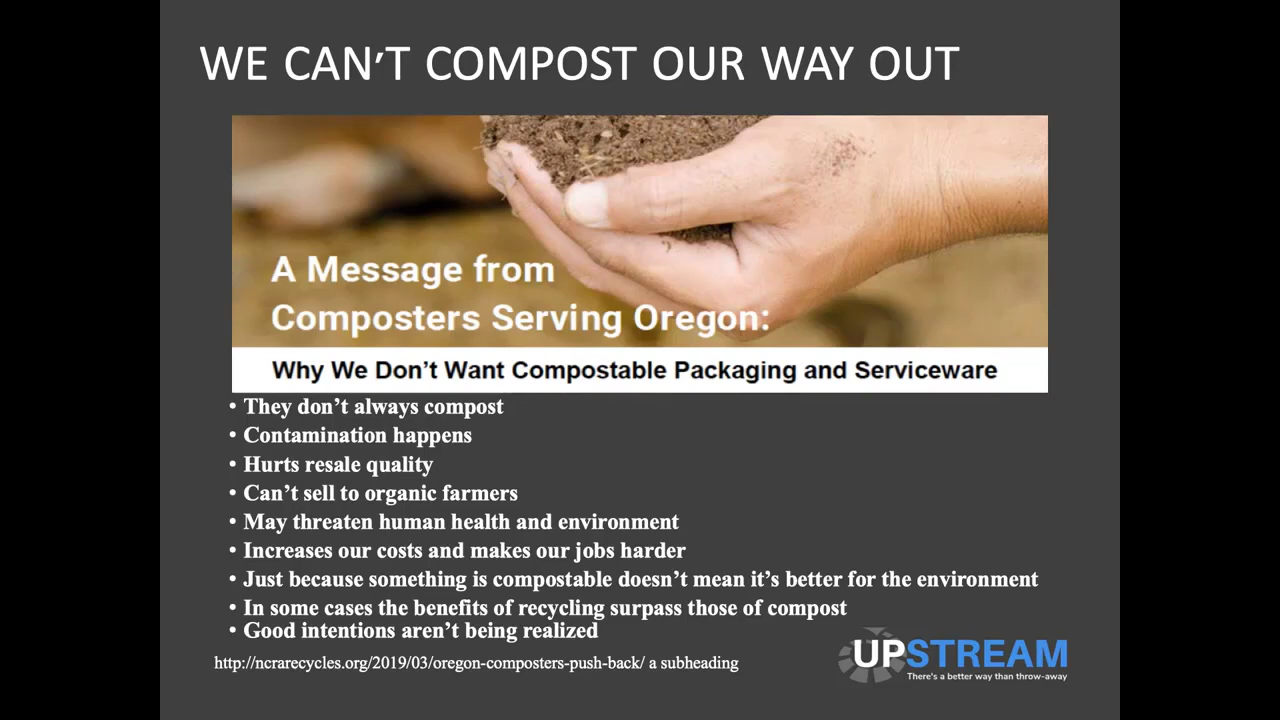 WE CAN’T COMPOST OUR WAY OUT
A Message from
Composters Serving Oregon:
Why We Don’t Want Compostable Packaging and Serviceware
• They don’t always compost
• Contamination happens
• Hurts resale quality
• Can’t sell to organic farmers
• May threaten human health and environment
• Increases our costs and makes our jobs harder
• Just because something is compostable doesn’t mean it’s better for the environment
• In some cases the benefits of recycling surpass those of compost
• Good intentions aren’t being realized
http://ncrarecycles.org/2019/03/oregon-composters-push-back/ a subheading
UPSTREAM
There's a better way than throw-away